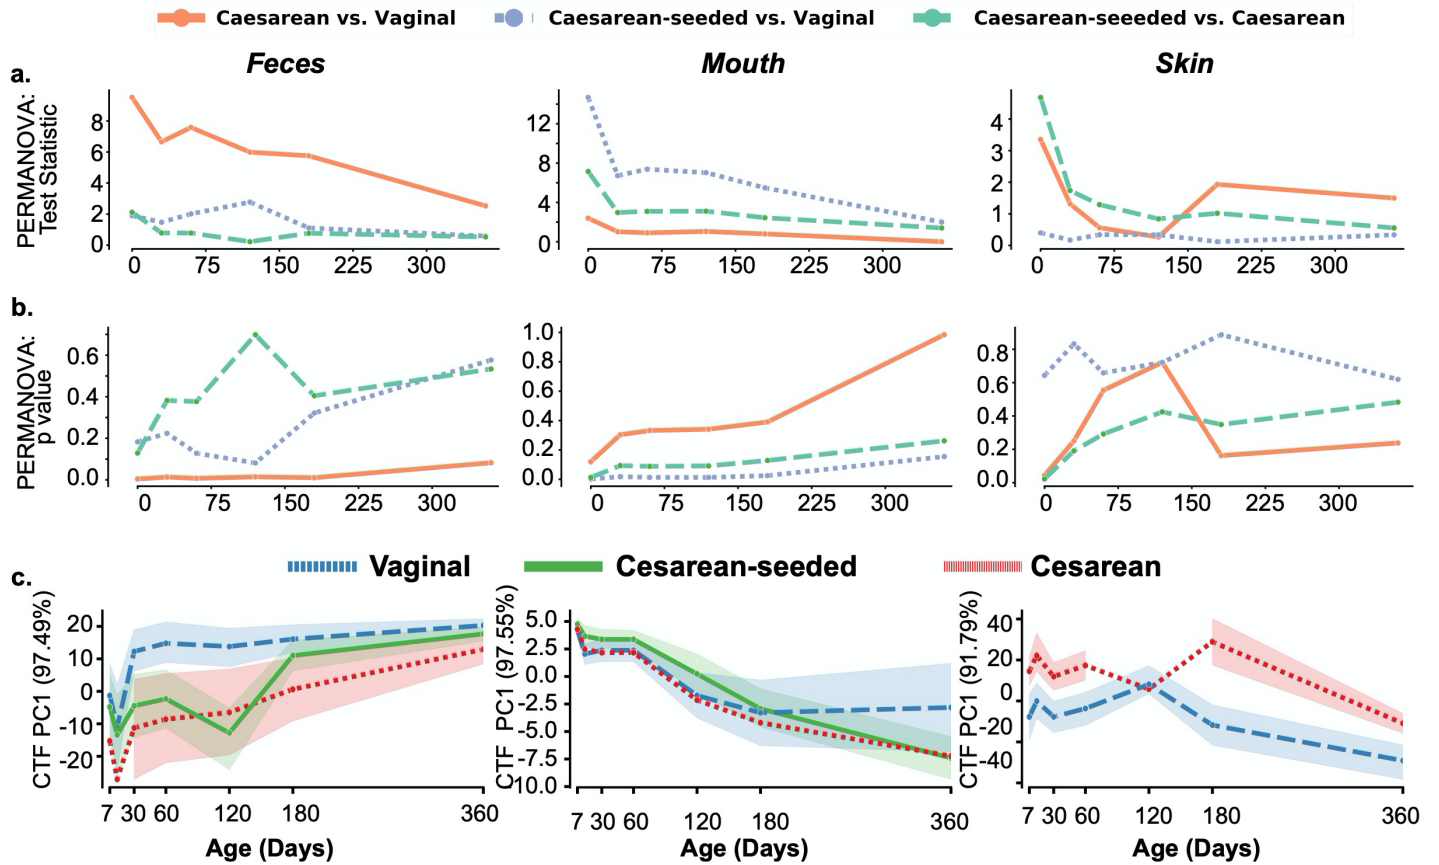 Caesarean vs. Vaginal Caesarean-seeded vs. Vaginal Caesarean-seeeded vs. Caesarean
a.
Feces Mouth Skin
PERMANOVA:
Test Statistic
8
6
4
2
0
0 75 150 225 300
12
8
4
0
0 75 150 225 300
4
3
2
1
0
0 75 150 225 300
b.
PERMANOVA:
p value
0.6
0.4
0.2
0.0
0 75 150 225 300
1.0
0.8
0.6
0.4
0.2
0.0
0 75 150 225 300
0.8
0.6
0.4
0.2
0.0
0 75 150 225 300
Vaginal Cesarean-seeded Cesarean
c.
CTF PC1 (97.49%)
20
10
0
-10
-20
7 30 60 120 180 360
Age (Days)
CTF PC1 (97.55%)
5.0
2.5
0.0
-2.5
-5.0
-7.5
10.0
7 30 60 120 180 360
Age (Days)
CTF PC1 (91.79%)
40
20
0
-20
-40
7 30 60 120 180 360
Age (Days)